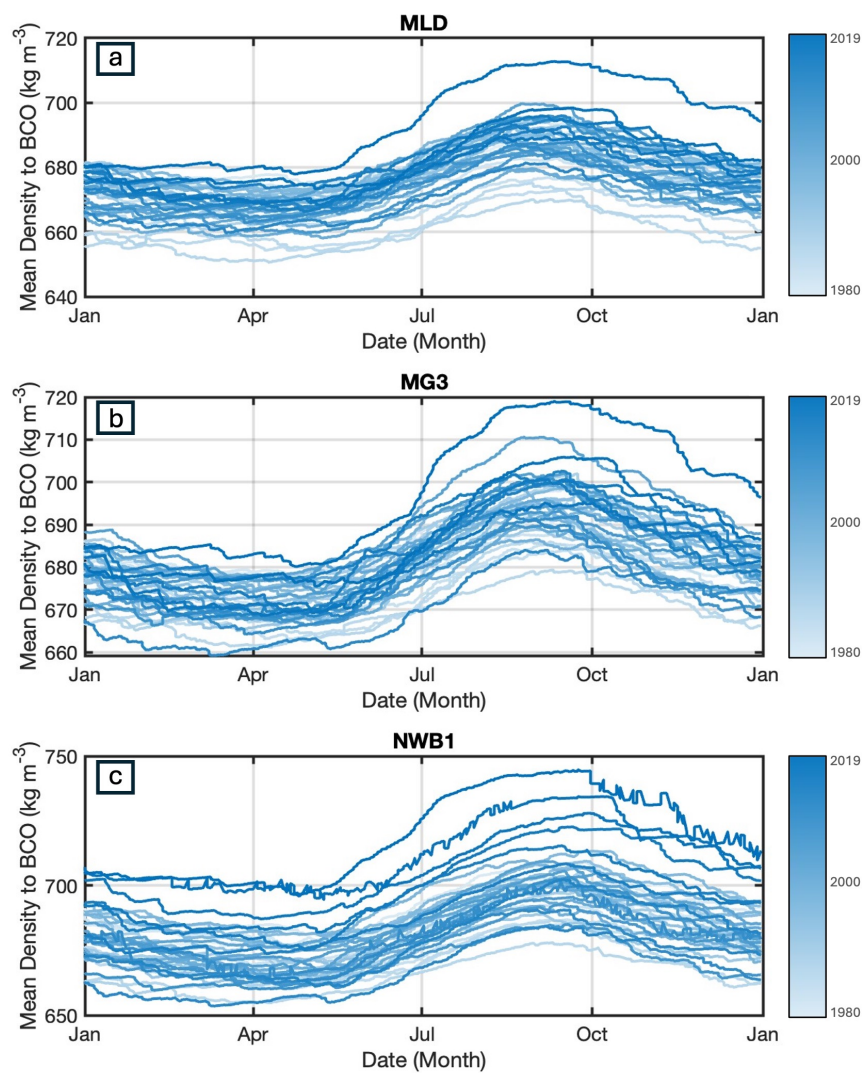 MLD
a
Mean Density to BCO (kg m⁻³)
720
700
680
660
640
Jan
Apr
Jul
Oct
Jan
Date (Month)
2019
2000
1980
MG3
b
Mean Density to BCO (kg m⁻³)
720
710
700
690
680
670
660
Jan
Apr
Jul
Oct
Jan
Date (Month)
2019
2000
1980
NWB1
c
Mean Density to BCO (kg m⁻³)
750
700
650
Jan
Apr
Jul
Oct
Jan
Date (Month)
2019
2000
1980